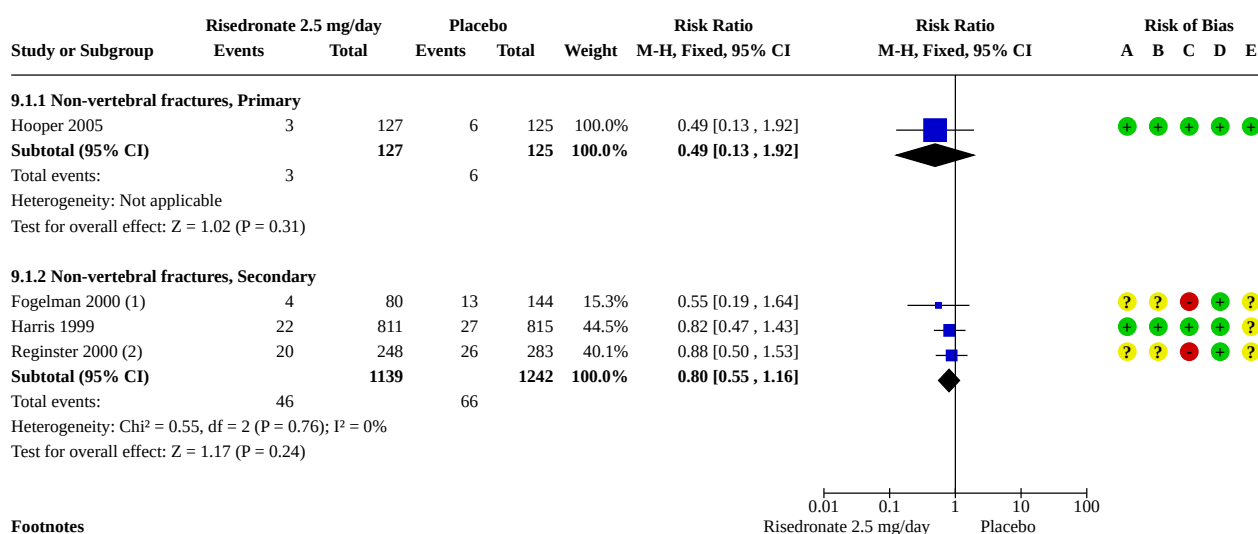 Risedronate 2.5 mg/day Placebo Risk Ratio Risk Ratio Risk of Bias
Study or Subgroup Events Total Events Total Weight M-H, Fixed, 95% CI M-H, Fixed, 95% CI A B C D E
9.1.1 Non-vertebral fractures, Primary
Hooper 2005 3 127 6 125 100.0% 0.49 [0.13 , 1.92] + + + + +
Subtotal (95% CI) 127 125 100.0% 0.49 [0.13 , 1.92]
Total events: 3 6
Heterogeneity: Not applicable
Test for overall effect: Z = 1.02 (P = 0.31)
9.1.2 Non-vertebral fractures, Secondary
Fogelman 2000 (1) 4 80 13 144 15.3% 0.55 [0.19 , 1.64] ? ? - + ?
Harris 1999 22 811 27 815 44.5% 0.82 [0.47 , 1.43] + + + + ?
Reginster 2000 (2) 20 248 26 283 40.1% 0.88 [0.50 , 1.53] ? ? - + ?
Subtotal (95% CI) 1139 1242 100.0% 0.80 [0.55 , 1.16]
Total events: 46 66
Heterogeneity: Chi² = 0.55, df = 2 (P = 0.76); I² = 0%
Test for overall effect: Z = 1.17 (P = 0.24)
0.01 0.1 1 10 100
Footnotes Risedronate 2.5 mg/day Placebo